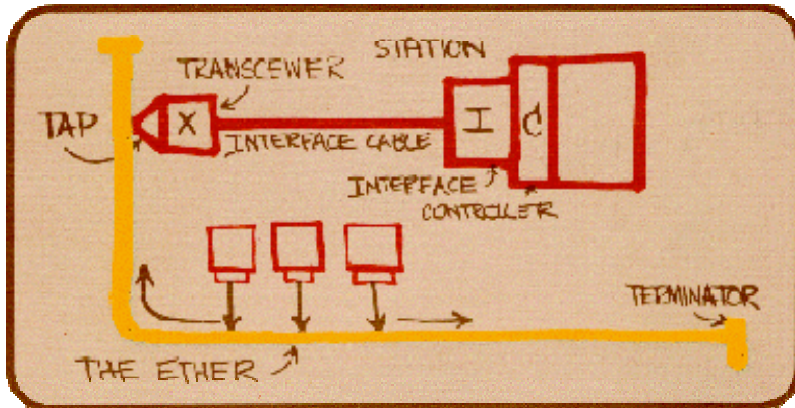 STATION
TRANSCEIVER
TAP
X
I
C
INTERFACE CABLE
INTERFACE
CONTROLLER
TERMINATOR
THE ETHER